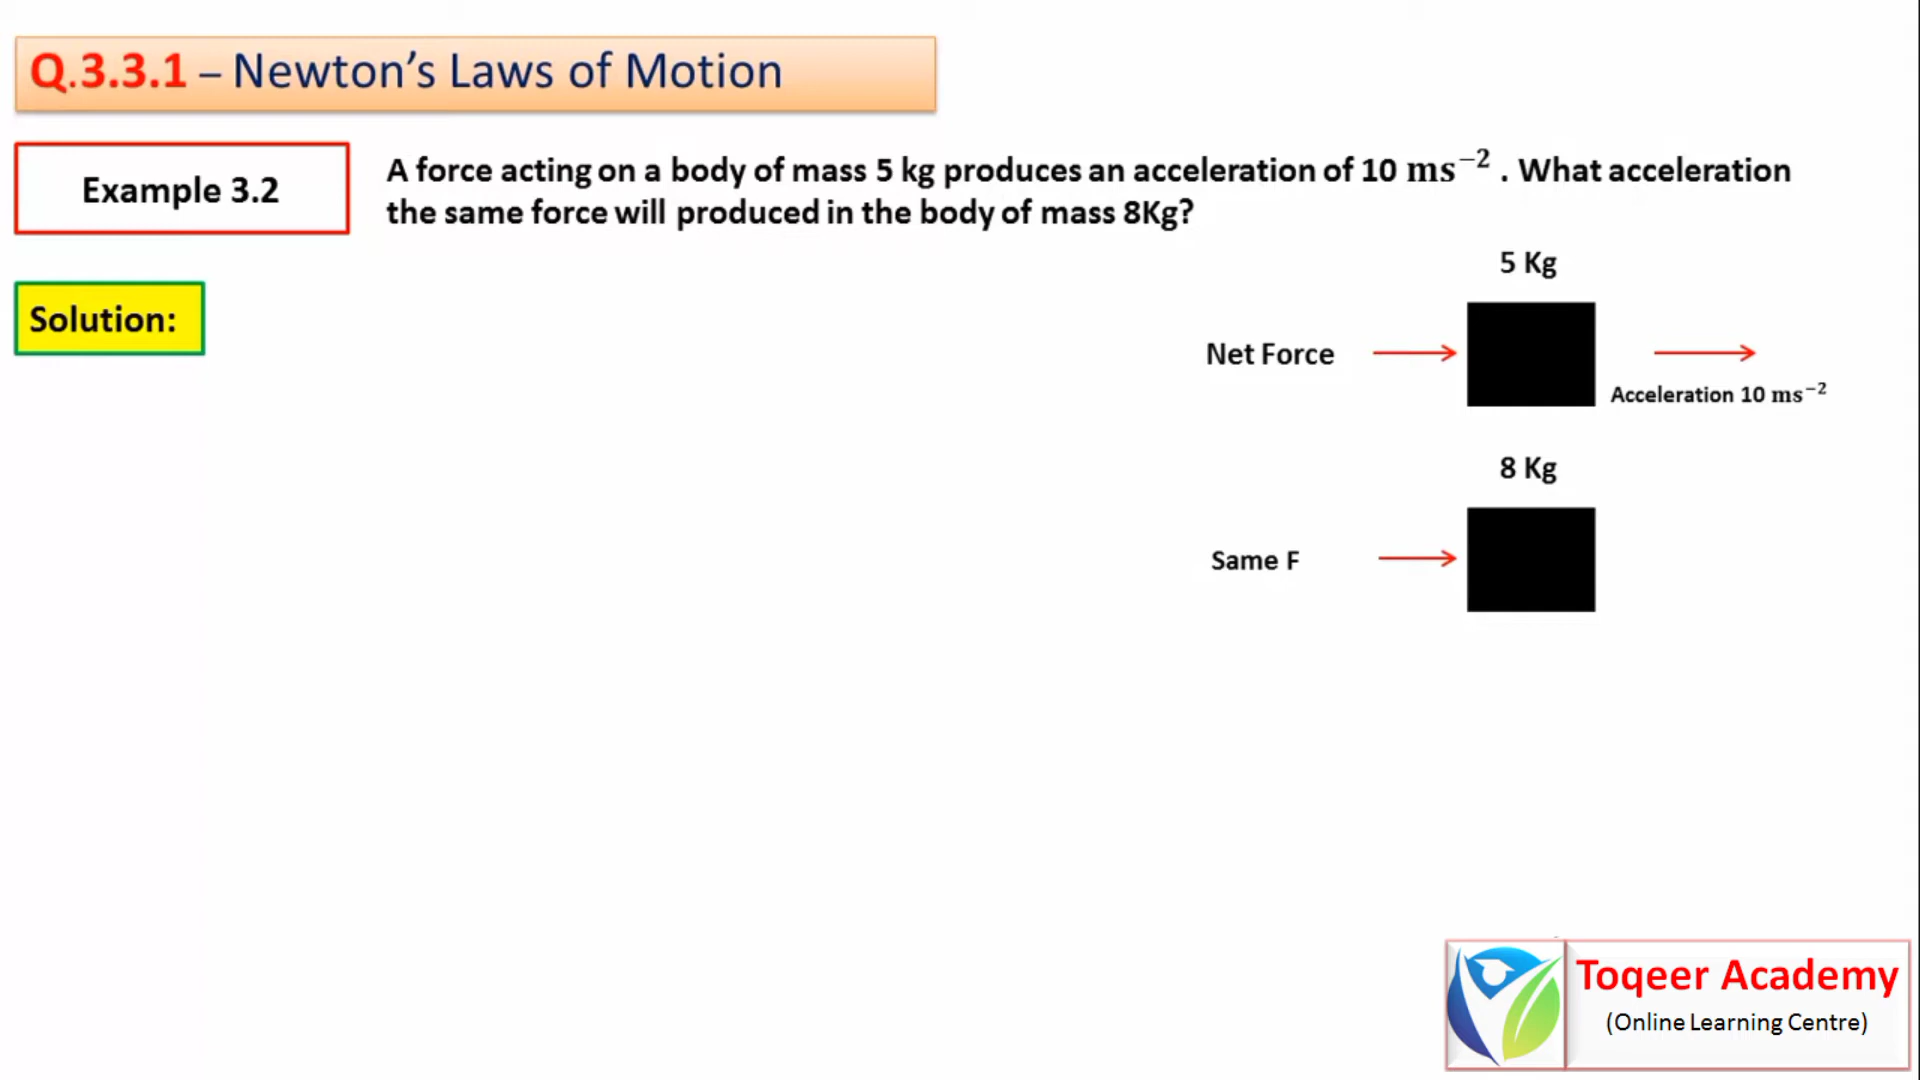 Q.3.3.1 – Newton’s Laws of Motion
Example 3.2
A force acting on a body of mass 5 kg produces an acceleration of 10 ms⁻² . What acceleration
the same force will produced in the body of mass 8Kg?
Solution:
5 Kg
Net Force
Acceleration 10 ms⁻²
8 Kg
Same F
Toqeer Academy
(Online Learning Centre)